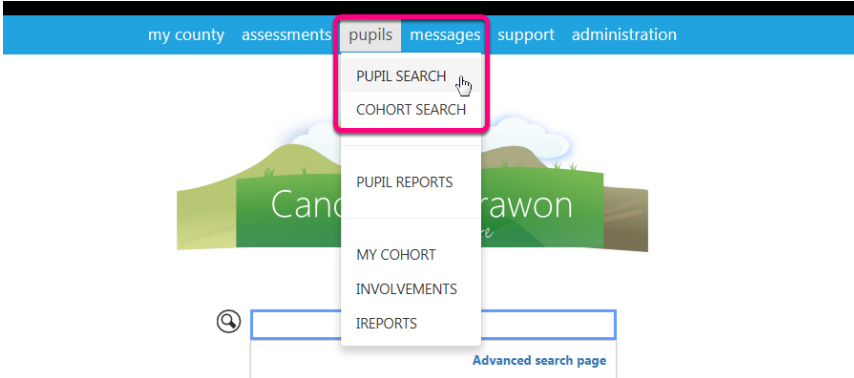 my county assessments pupils messages support administration
PUPIL SEARCH
COHORT SEARCH
PUPIL REPORTS
MY COHORT
INVOLVEMENTS
IREPORTS
Advanced search page